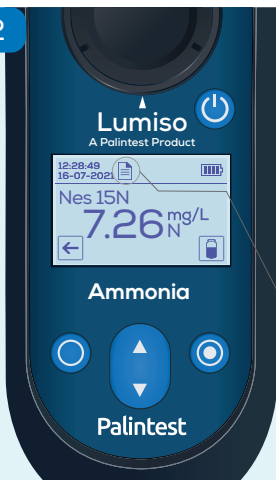 2
Lumiso
A Palintest Product
12:28:49
16-07-2021
Nes 15N
7.26 mg/L N
Ammonia
Palintest